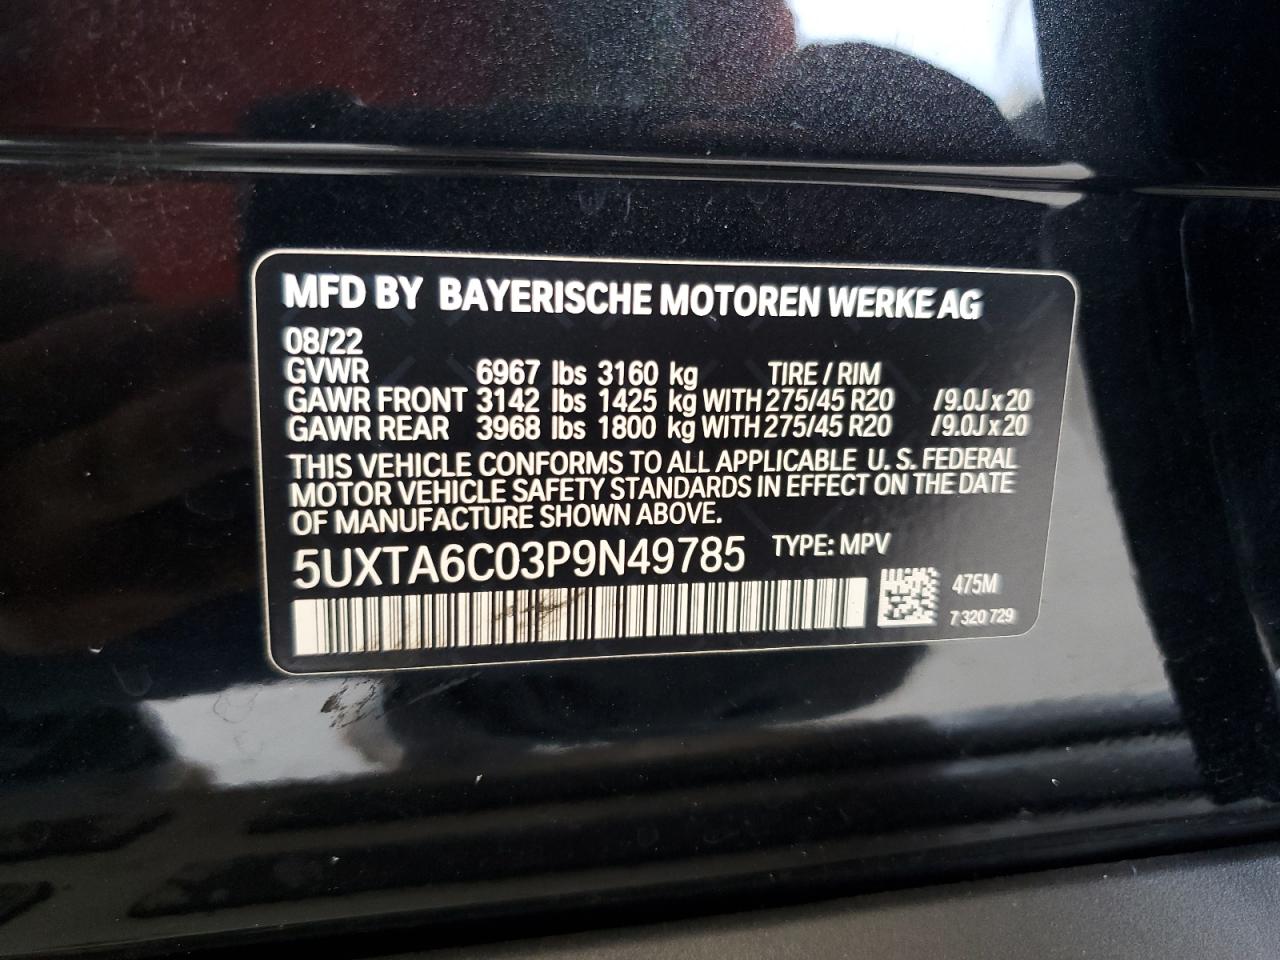 MFD BY BAYERISCHE MOTOREN WERKE AG
08/22
GVWR 6967 lbs 3160 kg TIRE / RIM
GAWR FRONT 3142 lbs 1425 kg WITH 275/45 R20 /9.0J x 20
GAWR REAR 3968 lbs 1800 kg WITH 275/45 R20 /9.0J x 20
THIS VEHICLE CONFORMS TO ALL APPLICABLE U. S. FEDERAL
MOTOR VEHICLE SAFETY STANDARDS IN EFFECT ON THE DATE
OF MANUFACTURE SHOWN ABOVE.
5UXTA6C03P9N49785 TYPE: MPV
475M
7 320 729